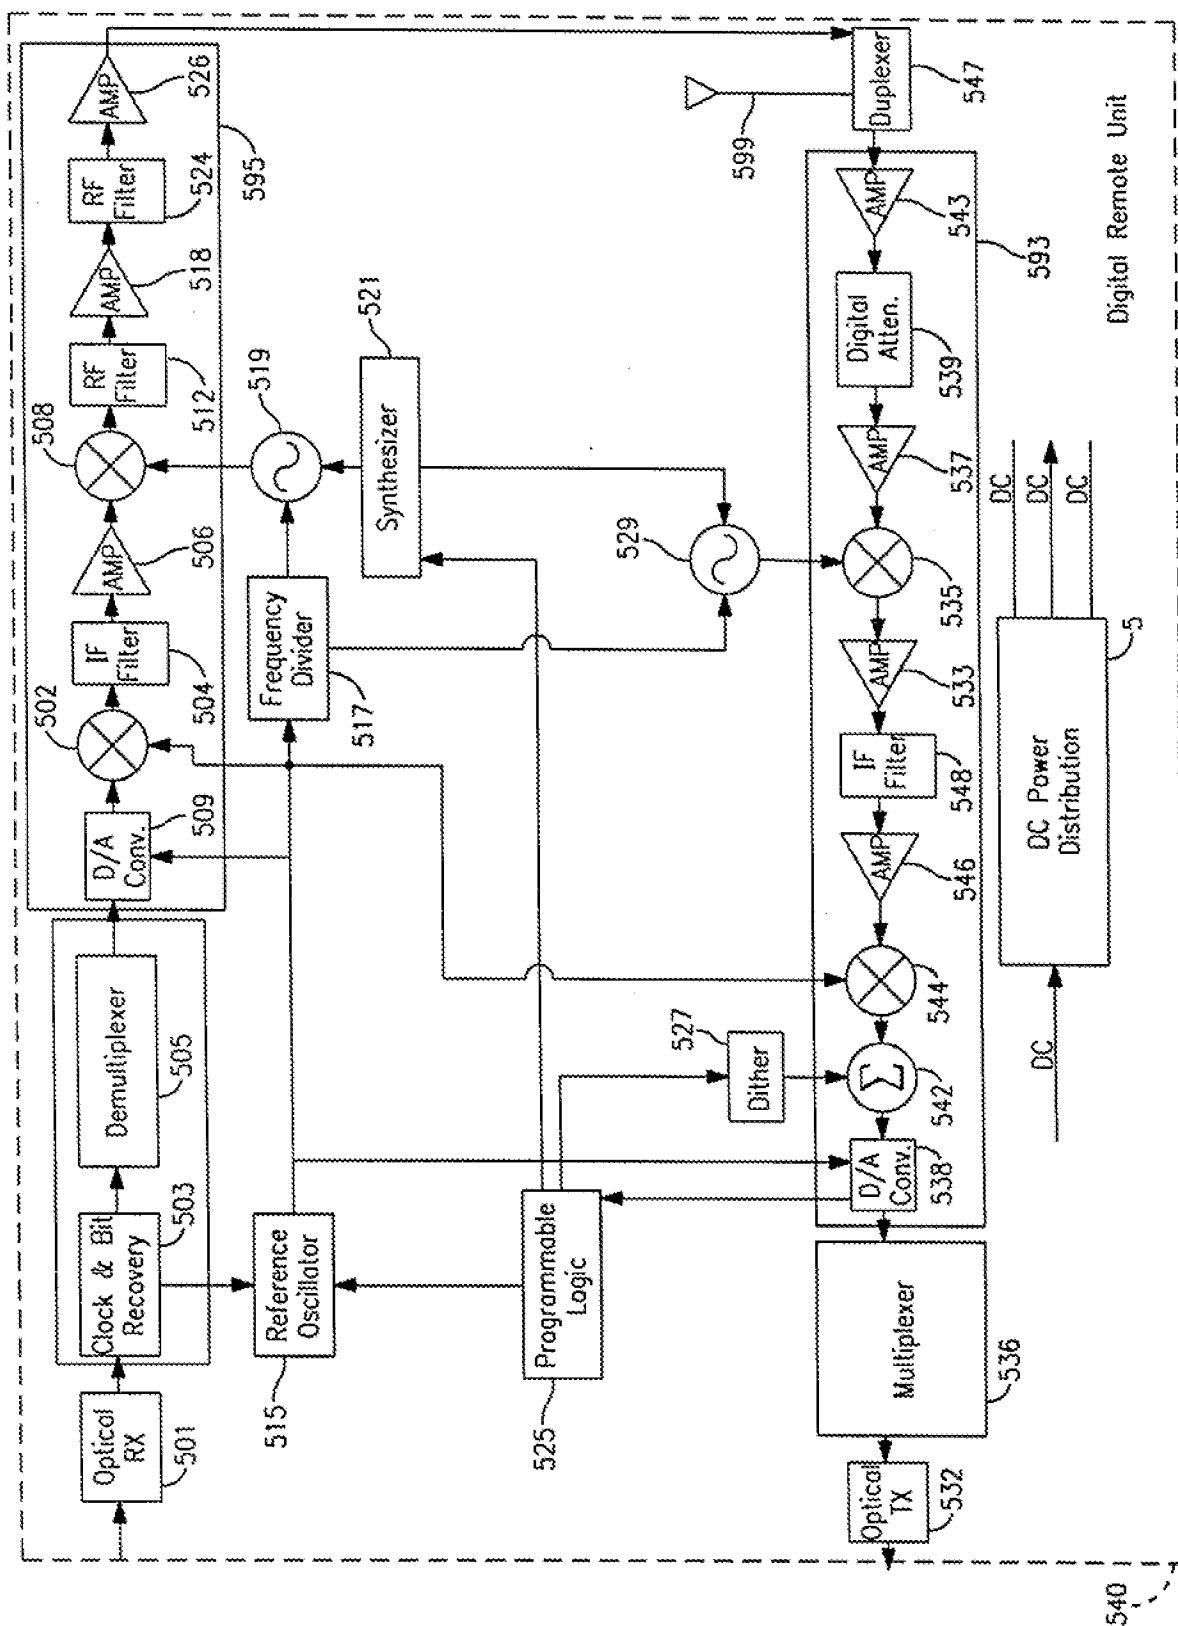 Optical
RX
501
Clock & Bit
Recovery
503
Demultiplexer
505
D/A
Conv.
509
502
IF
Filter
504
AMP
506
508
RF
Filter
512
AMP
518
RF
Filter
524
AMP
526
595
Reference
Oscillator
515
Frequency
Divider
517
519
Synthesizer
521
Programmable
Logic
525
Dither
527
529
599
Duplexer
547
AMP
543
593
Digital
Atten.
539
AMP
537
535
AMP
533
IF
Filter
548
AMP
546
544
Σ
542
D/A
Conv.
538
Multiplexer
536
Optical
TX
532
DC
DC Power
Distribution
5
DC
DC
DC
Digital Remote Unit
540